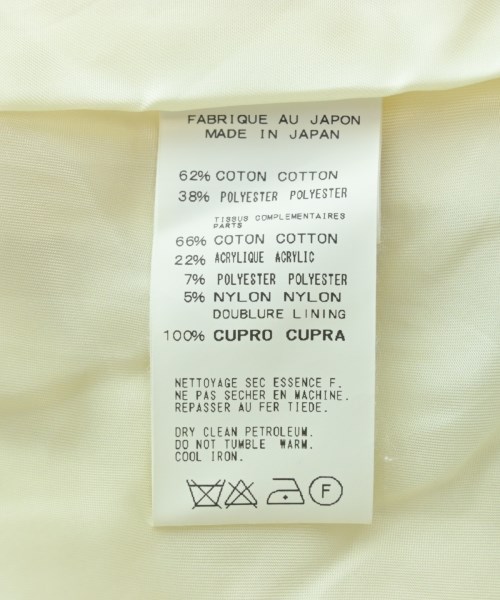 FABRIQUE AU JAPON
MADE IN JAPAN
62% COTON COTTON
38% POLYESTER POLYESTER
TISSUS COMPLEMENTAIRES
PARTS
66% COTON COTTON
22% ACRYLIQUE ACRYLIC
7% POLYESTER POLYESTER
5% NYLON NYLON
DOUBLURE LINING
100% CUPRO CUPRA
NETTOYAGE SEC ESSENCE F.
NE PAS SECHER EN MACHINE.
REPASSER AU FER TIEDE.
DRY CLEAN PETROLEUM.
DO NOT TUMBLE WARM.
COOL IRON.
F